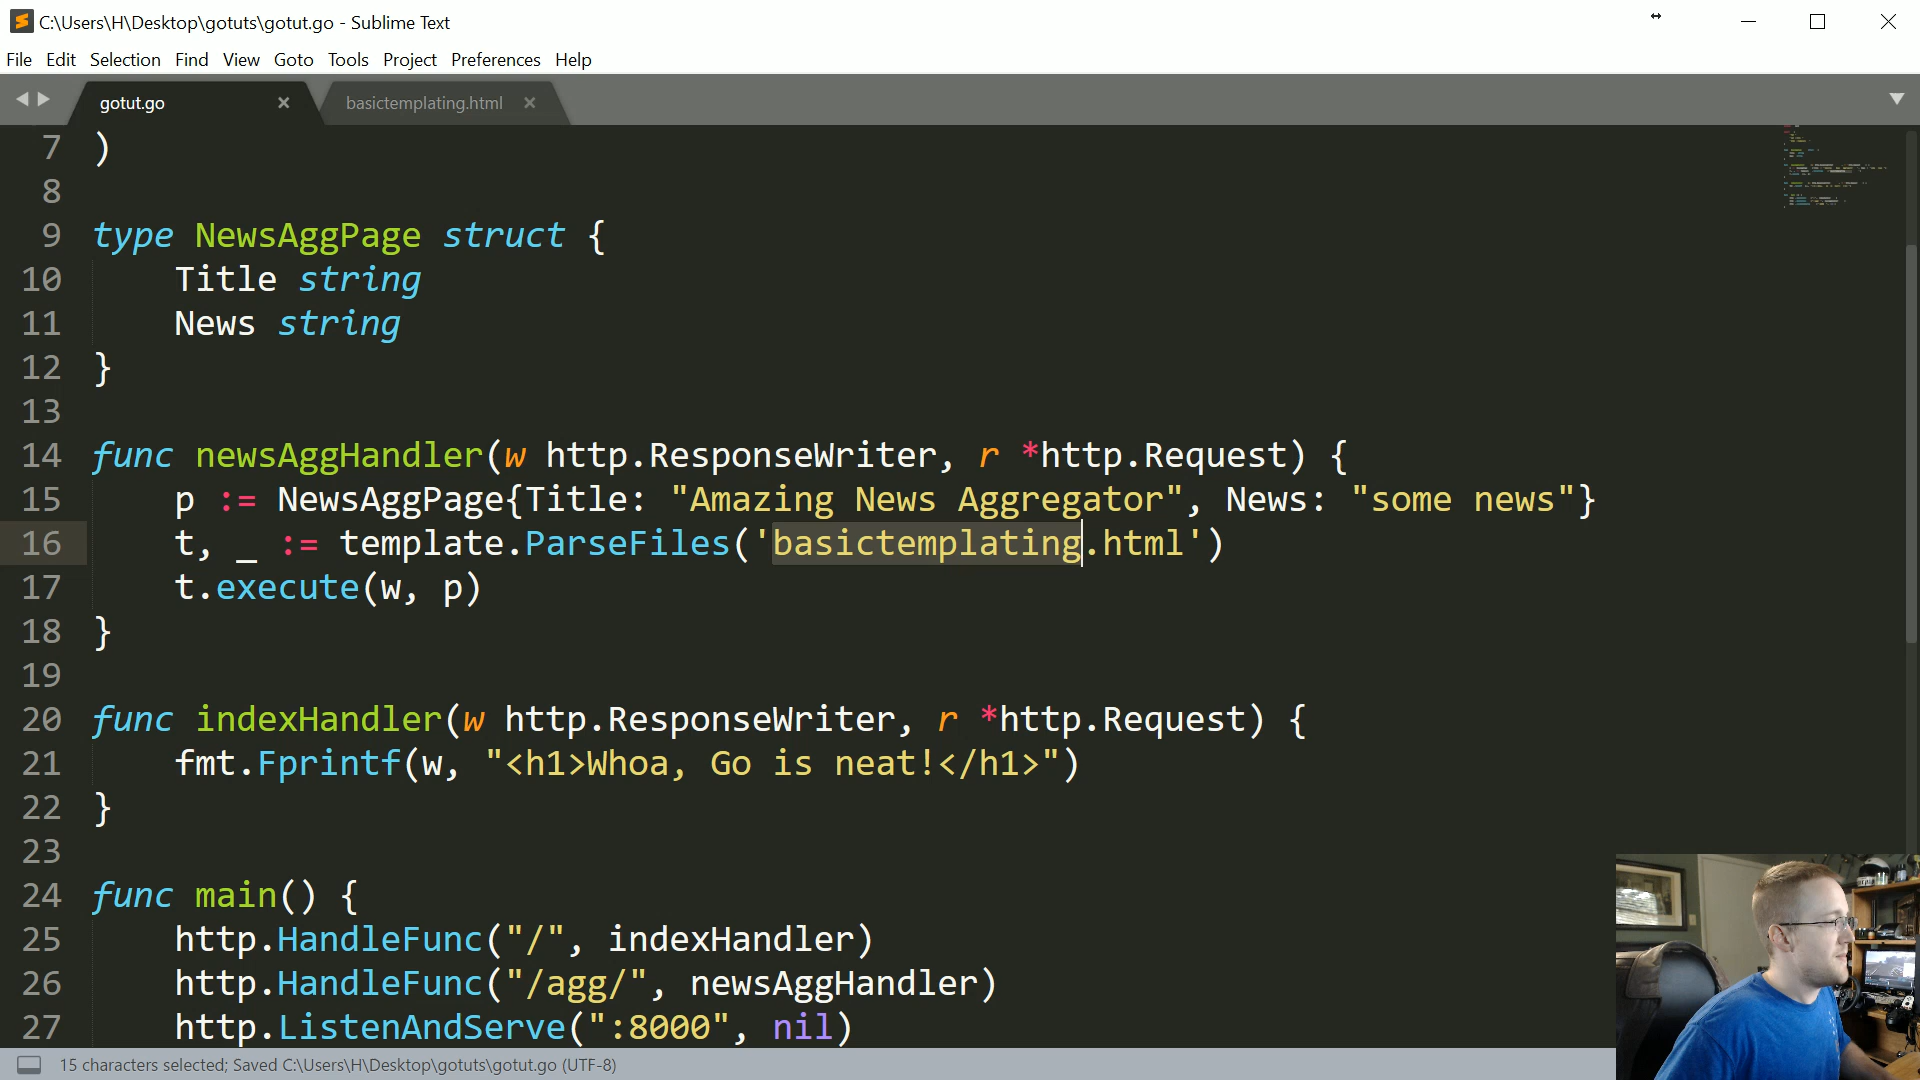 C:\Users\H\Desktop\gotuts\gotut.go - Sublime Text
File Edit Selection Find View Goto Tools Project Preferences Help
gotut.go × basictemplating.html ×
7 )
8
9 type NewsAggPage struct {
10     Title string
11     News string
12 }
13
14 func newsAggHandler(w http.ResponseWriter, r *http.Request) {
15     p := NewsAggPage{Title: "Amazing News Aggregator", News: "some news"}
16     t, _ := template.ParseFiles('basictemplating.html')
17     t.execute(w, p)
18 }
19
20 func indexHandler(w http.ResponseWriter, r *http.Request) {
21     fmt.Fprintf(w, "<h1>Whoa, Go is neat!</h1>")
22 }
23
24 func main() {
25     http.HandleFunc("/", indexHandler)
26     http.HandleFunc("/agg/", newsAggHandler)
27     http.ListenAndServe(":8000", nil)
15 characters selected; Saved C:\Users\H\Desktop\gotuts\gotut.go (UTF-8)